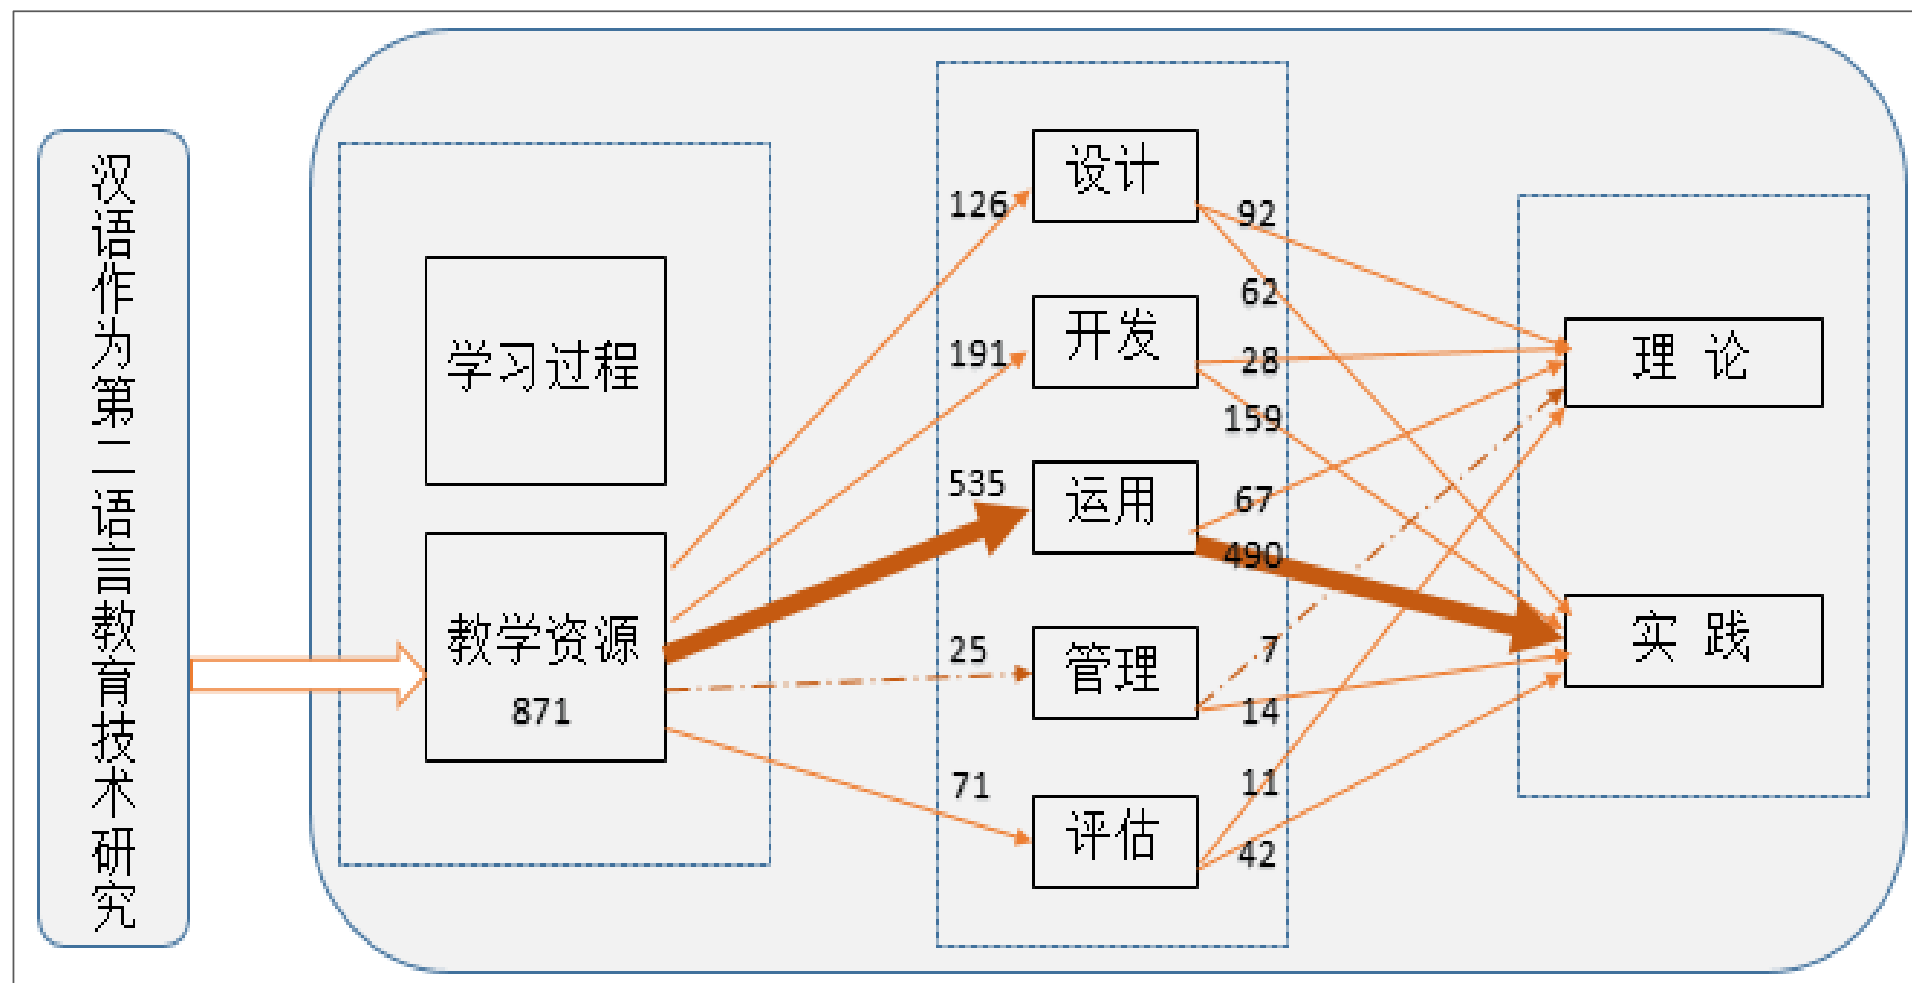 汉语作为第二语言教育技术研究
学习过程
教学资源
871
126
191
535
25
71
设计
开发
运用
管理
评估
92
62
28
159
67
490
7
14
11
42
理 论
实 践